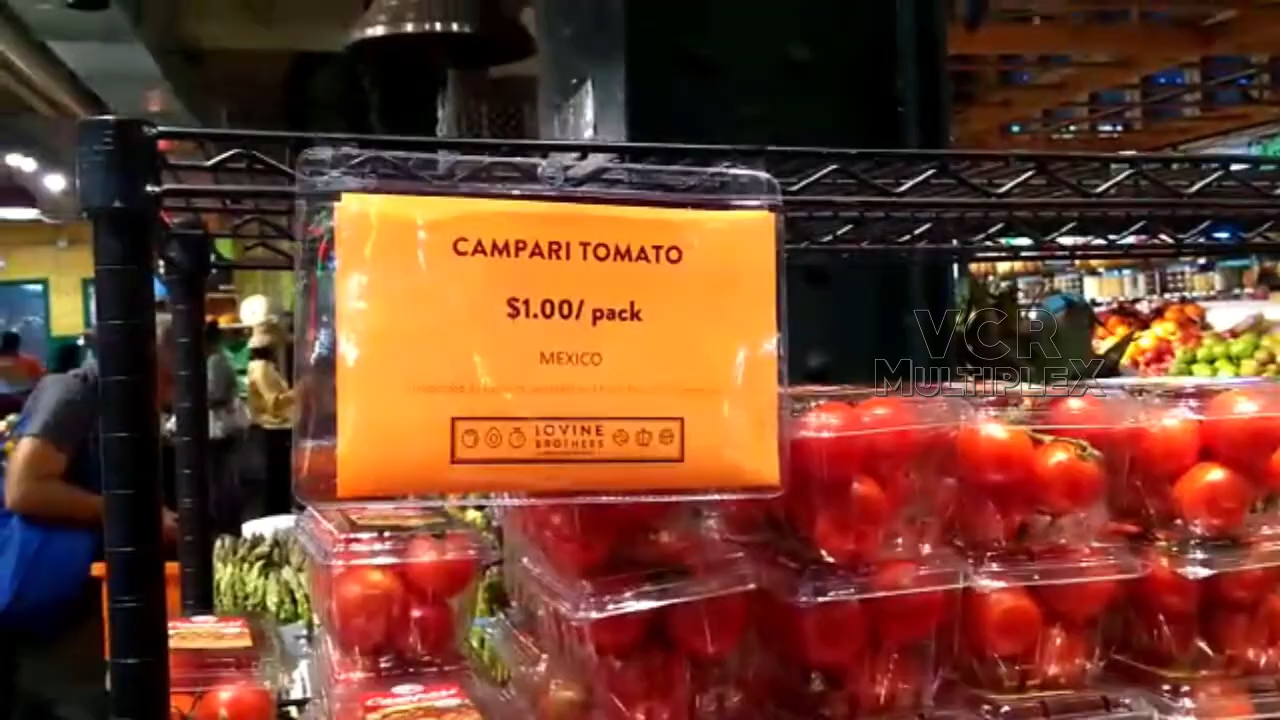 CAMPARI TOMATO
$1.00/ pack
MEXICO
IOVINE
BROTHERS
VCR
MULTIPLEX